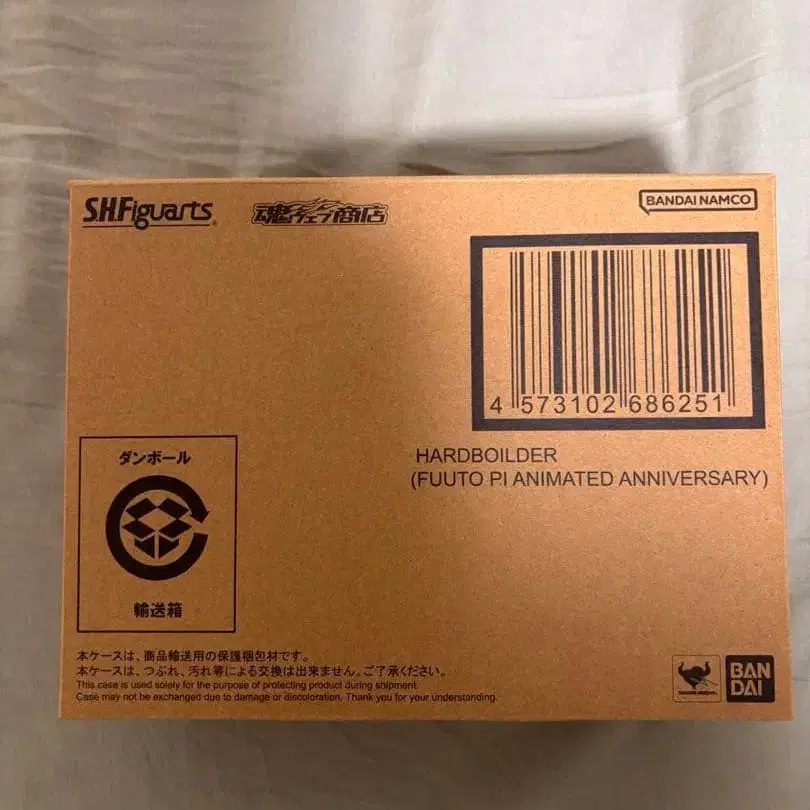 S.H.Figuarts
魂ウェブ商店
BANDAI NAMCO
4 573102 686251
HARDBOILDER
(FUUTO PI ANIMATED ANNIVERSARY)
ダンボール
輸送箱
本ケースは、商品輸送用の保護梱包材です。
本ケースは、つぶれ、汚れ等による交換は出来ません。ご了承ください。
This case is used solely for the purpose of protecting product during shipment.
Case may not be exchanged due to damage or discoloration. Thank you for your understanding.
BAN
DAI